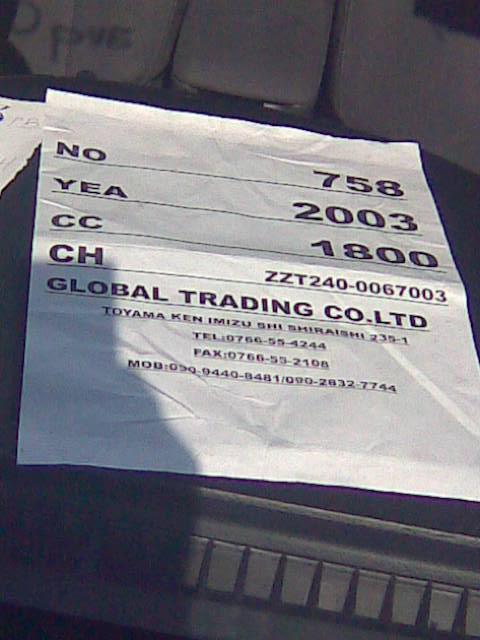 NO 758
YEA 2003
CC 1800
CH ZZT240-0067003
GLOBAL TRADING CO.LTD
TOYAMA KEN IMIZU SHI SHIRAISHI 235-1
TEL:0766-55-4244
FAX:0766-55-2108
MOB:090-9440-8481/090-2832-7744